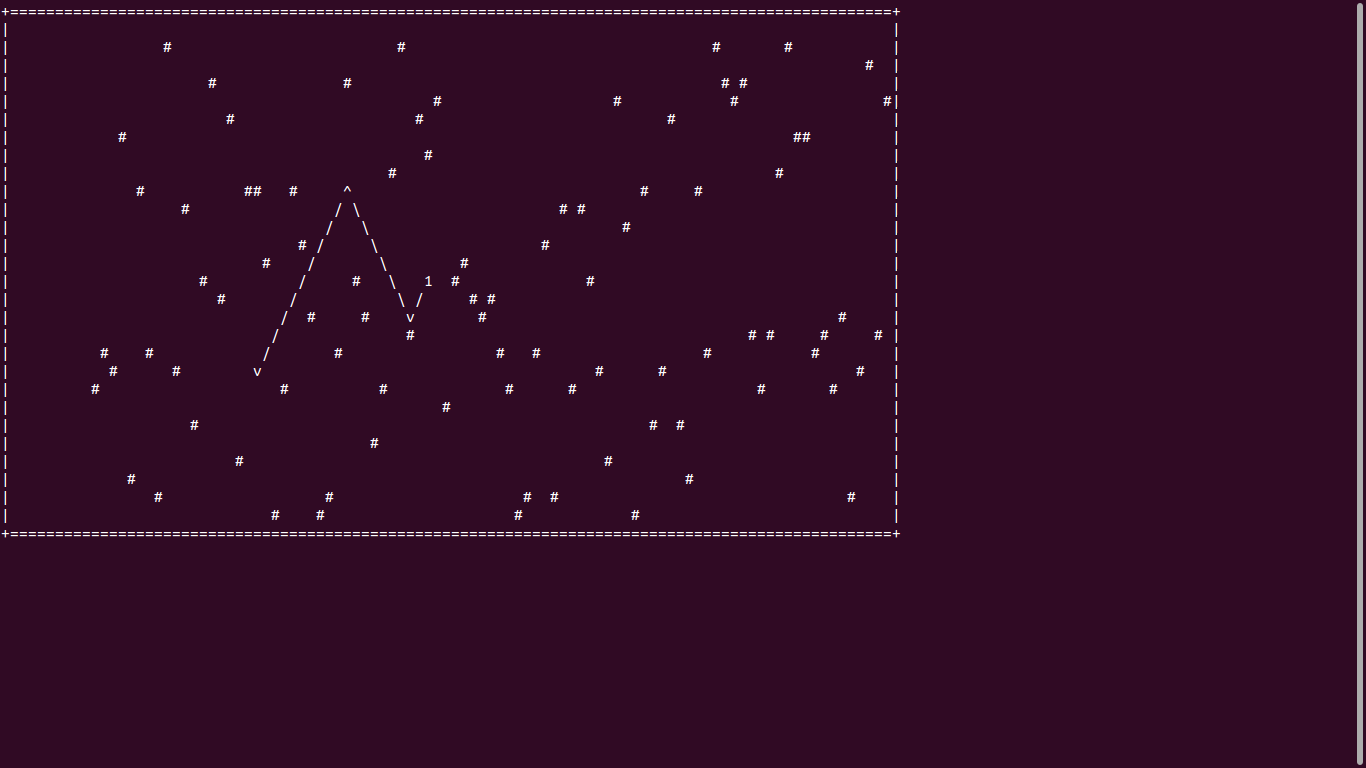 +==================================================================================================+
|                                                                                                  |
|                 #                         #                                  #       #           |
|                                                                                               #  |
|                      #              #                                         # #                |
|                                               #                   #            #                #|
|                        #                    #                           #                        |
|            #                                                                          ##         |
|                                              #                                                   |
|                                          #                                          #            |
|              #           ##   #     ^                                #     #                     |
|                   #                / \                      # #                                  |
|                                   /   \                            #                             |
|                                # /     \                  #                                      |
|                            #    /       \        #                                               |
|                     #          /     #   \   1  #              #                                 |
|                       #       /           \ /     # #                                            |
|                              /  #     #    v       #                                       #     |
|                             /              #                                     # #     #     # |
|          #    #            /       #                 #   #                  #           #        |
|           #      #        v                                     #      #                     #   |
|         #                    #          #             #      #                    #       #      |
|                                                #                                                 |
|                    #                                                  #  #                       |
|                                        #                                                         |
|                         #                                        #                               |
|             #                                                             #                      |
|                #                  #                     #  #                                #    |
|                             #    #                     #            #                            |
+==================================================================================================+